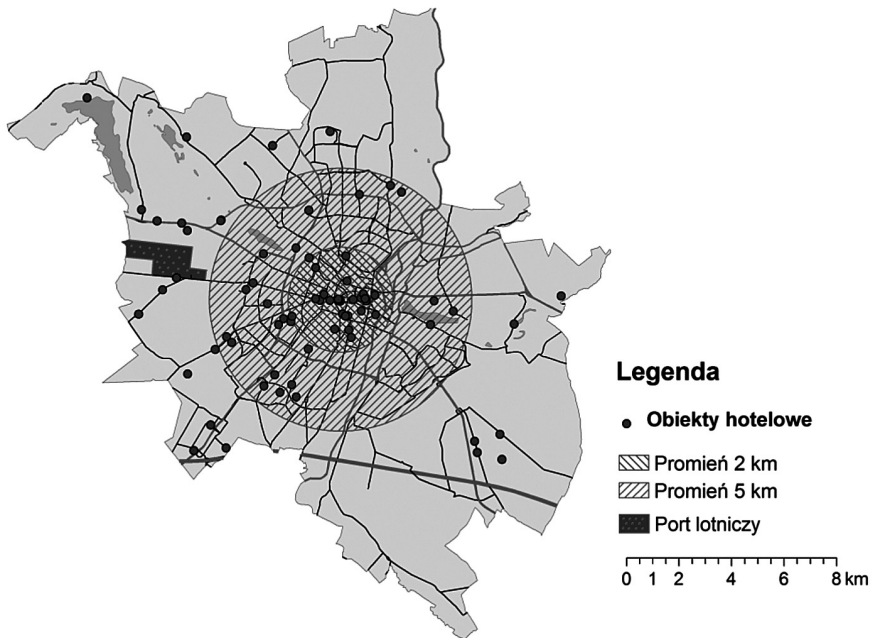 Legenda
Obiekty hotelowe
Promień 2 km
Promień 5 km
Port lotniczy
0 1 2 4 6 8 km